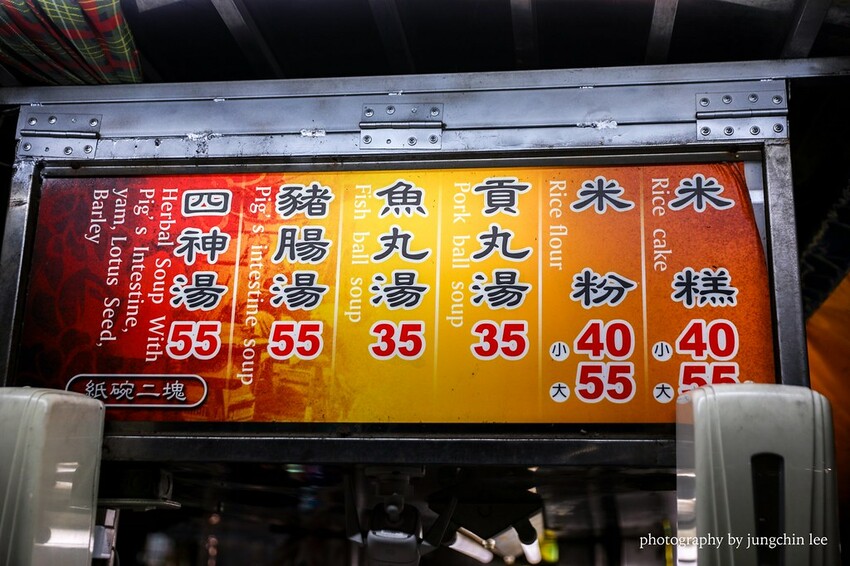 米糕
Rice cake
小 40
大 55
米粉
Rice flour
小 40
大 55
貢丸湯
Pork ball soup
35
魚丸湯
Fish ball soup
35
豬腸湯
Pig's intestine soup
55
四神湯
Herbal Soup With
Pig's Intestine,
yam, Lotus Seed,
Barley
55
紙碗二塊
photography by jungchin lee